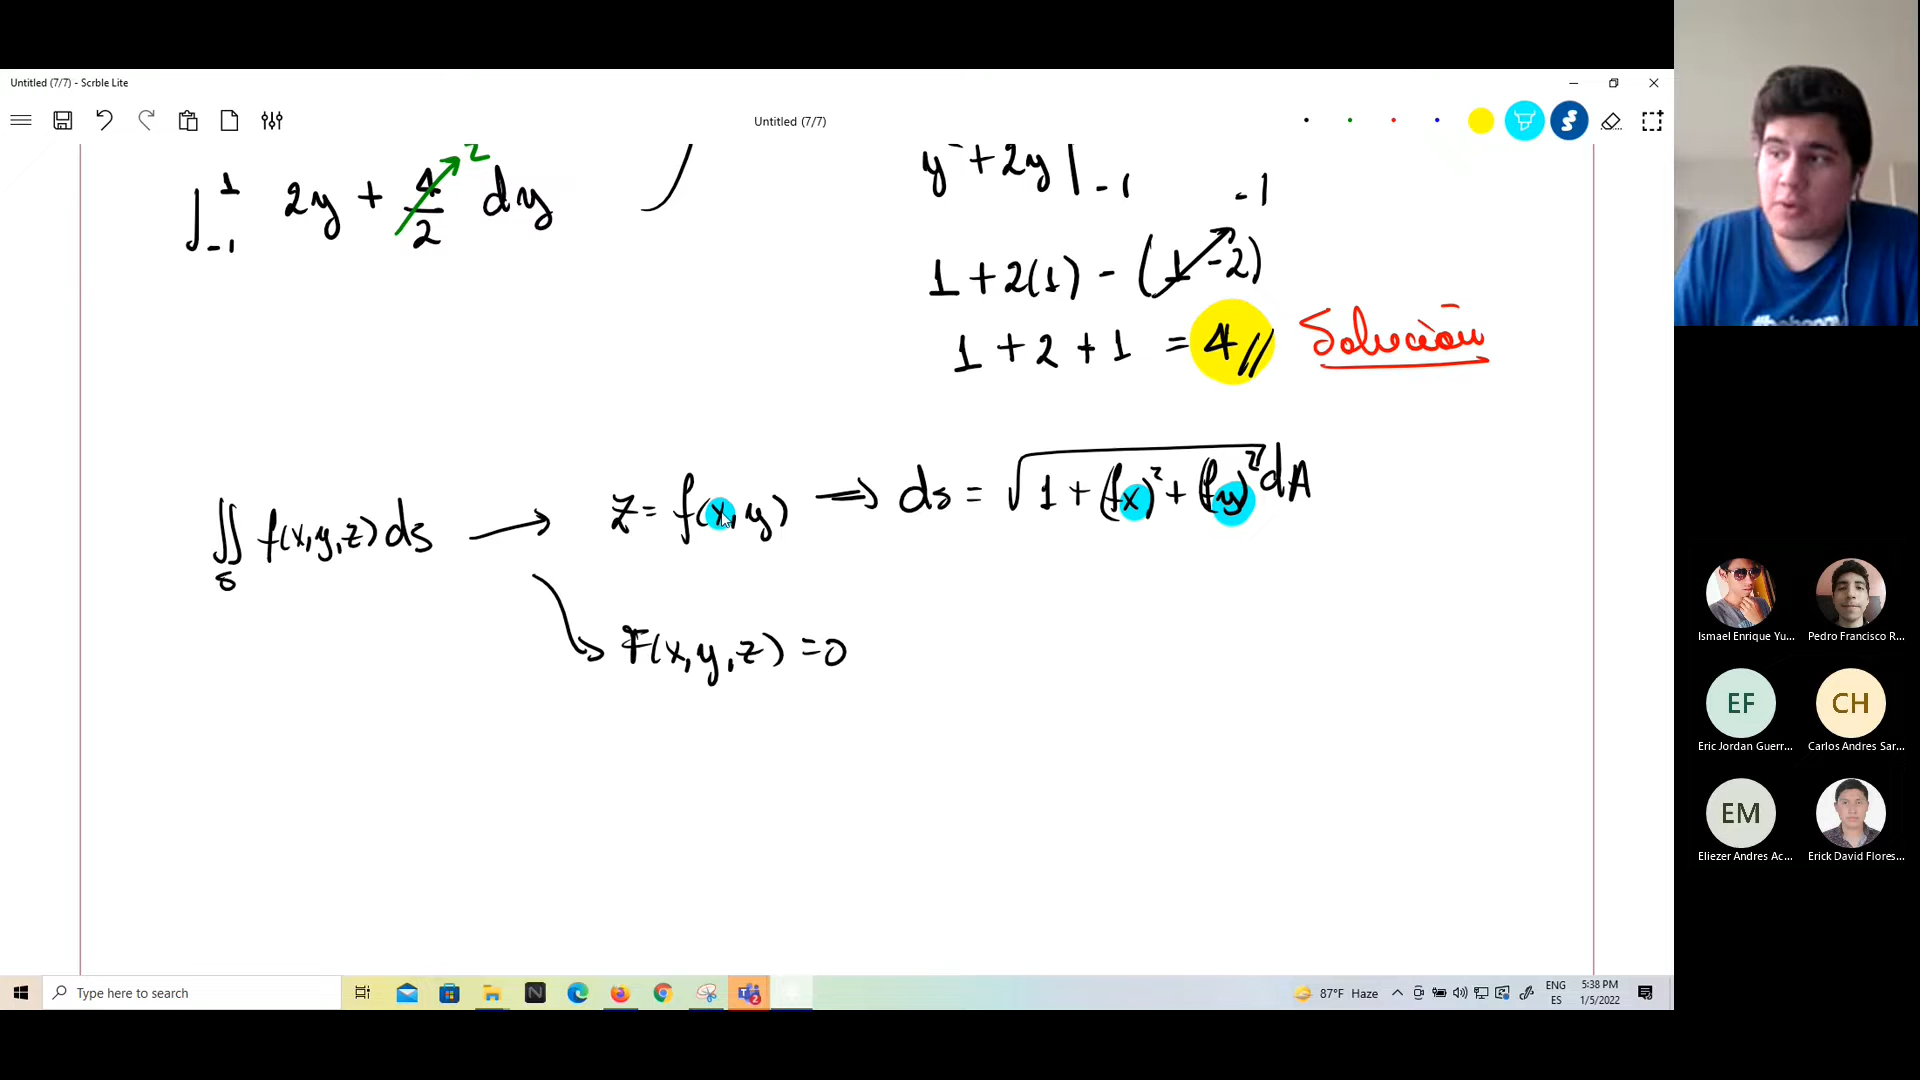 Untitled (7/7) - Scrble Lite
Untitled (7/7)
∫₋₁¹ 2y + 4/2 dy
2
y² + 2y |₋₁
-1
1 + 2(1) - (1 - 2)
1 + 2 + 1 = 4// Solución
∬_S f(x,y,z) ds → z = f(x,y) → ds = √(1 + (fx)² + (fy)²) dA
→ F(x,y,z) = 0
Ismael Enrique Yu...
Pedro Francisco R...
EF
CH
Eric Jordan Guerr...
Carlos Andres Sar...
EM
Eliezer Andres Ac...
Erick David Flores...
Type here to search
N
2
87°F Haze
ENG
ES
5:38 PM
1/5/2022